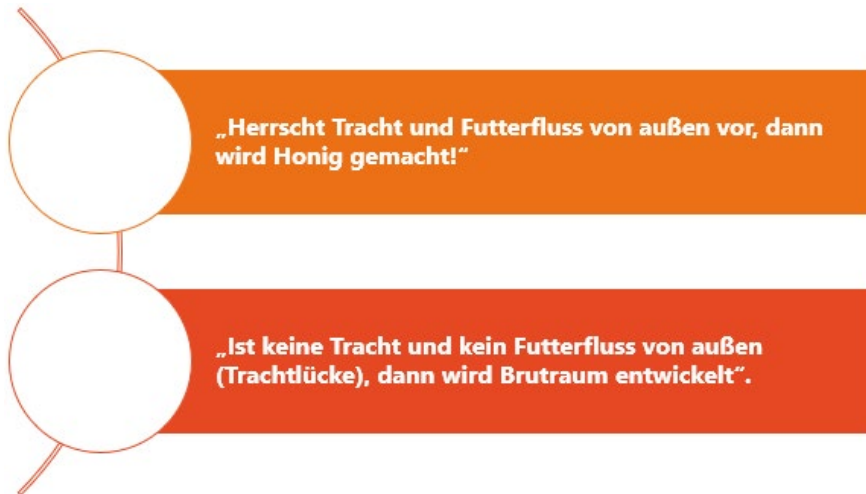 „Herrscht Tracht und Futterfluss von außen vor, dann
wird Honig gemacht!“
„Ist keine Tracht und kein Futterfluss von außen
(Trachtlücke), dann wird Brutraum entwickelt“.